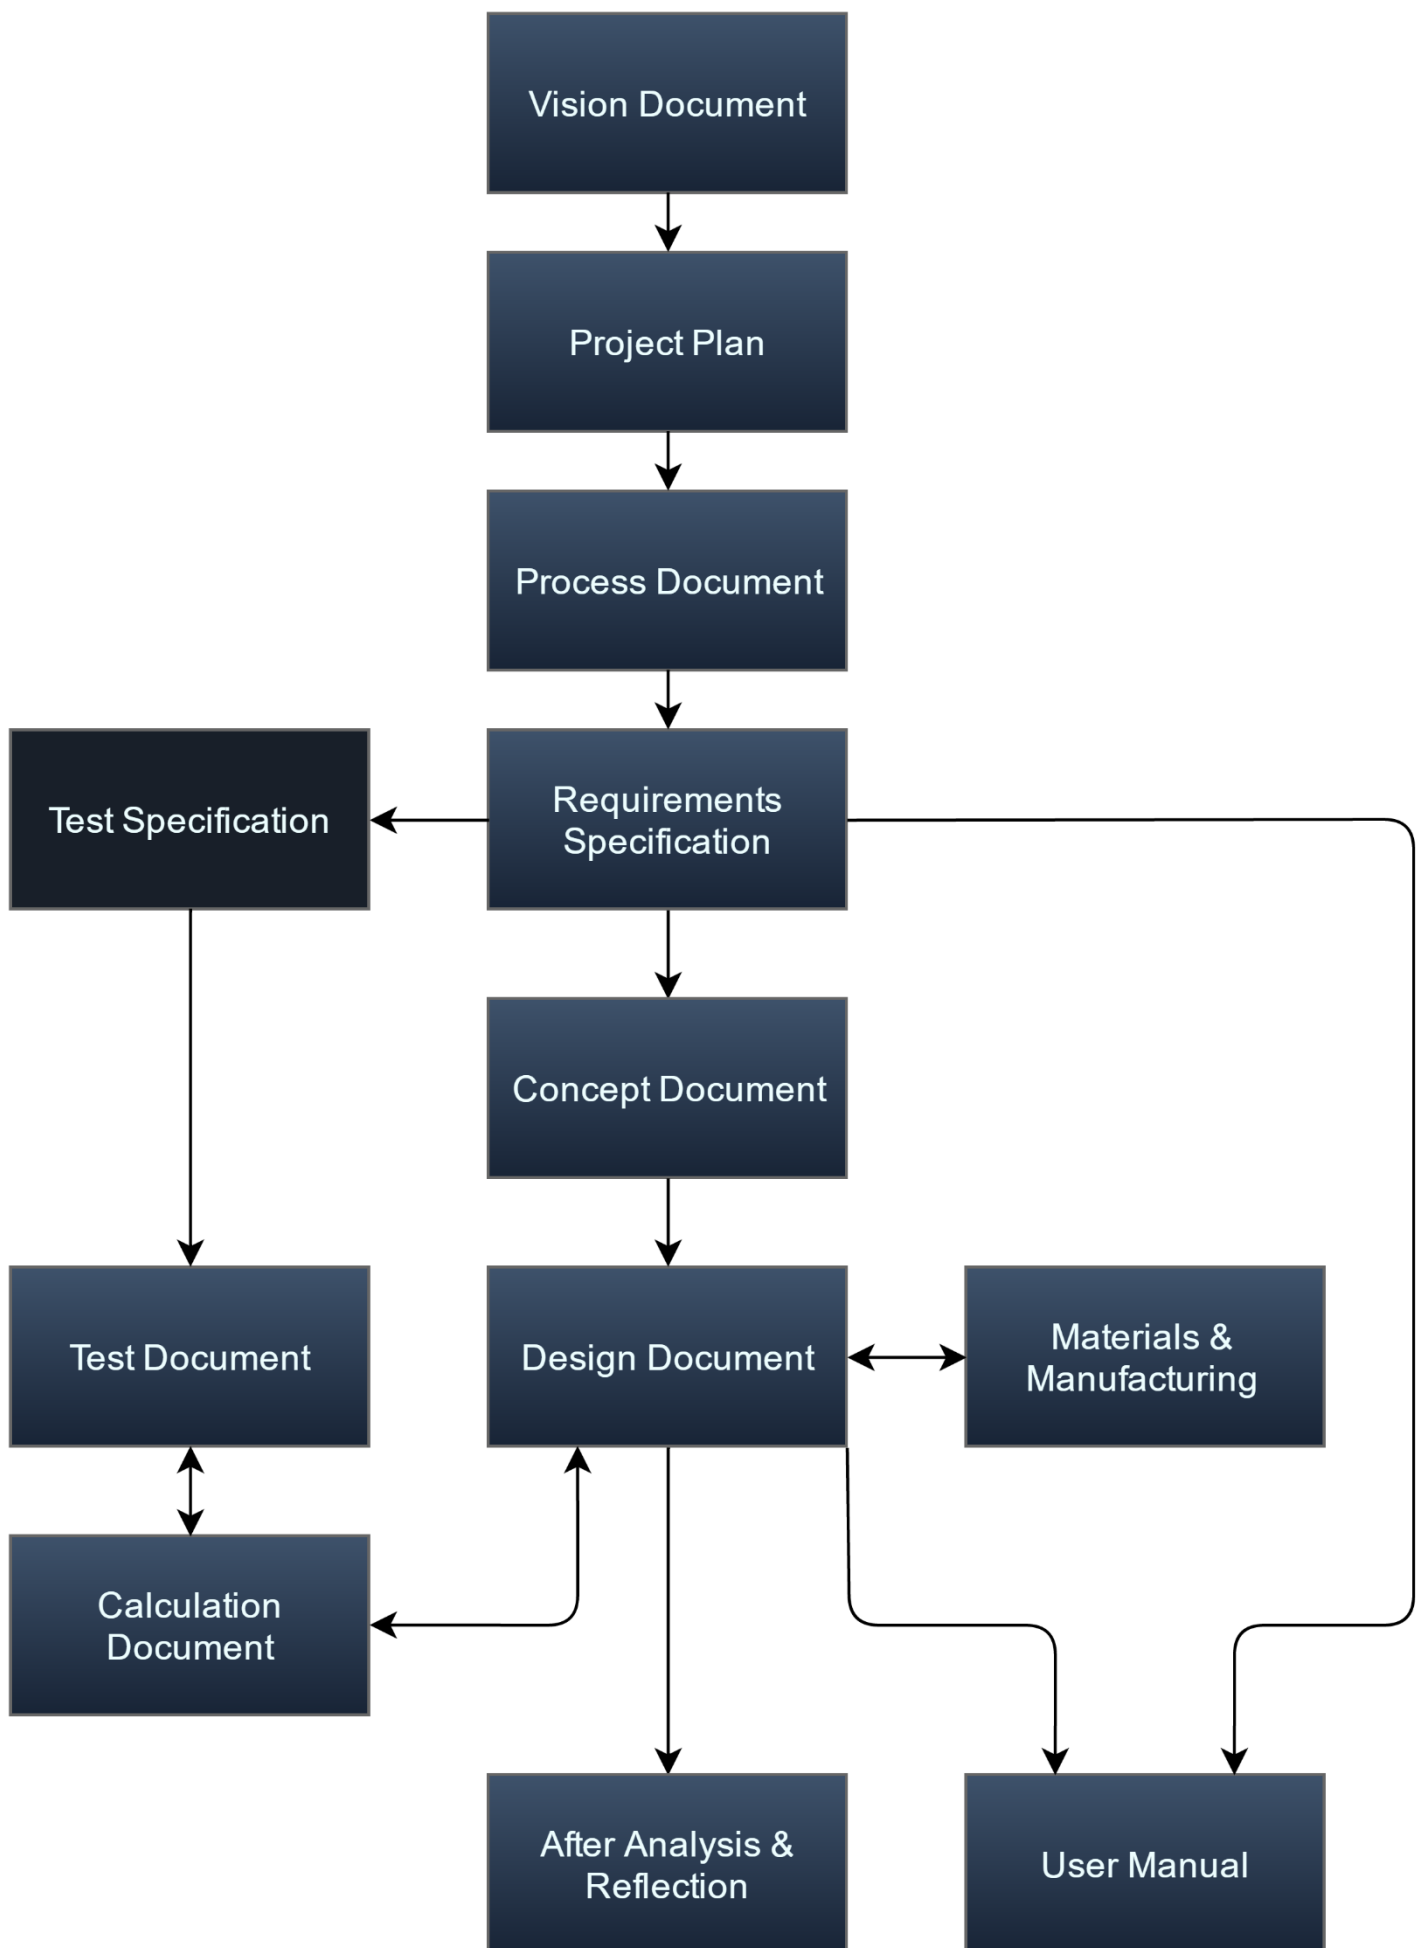 Vision Document
Project Plan
Process Document
Test Specification
Requirements
Specification
Concept Document
Test Document
Design Document
Materials &
Manufacturing
Calculation
Document
After Analysis &
Reflection
User Manual